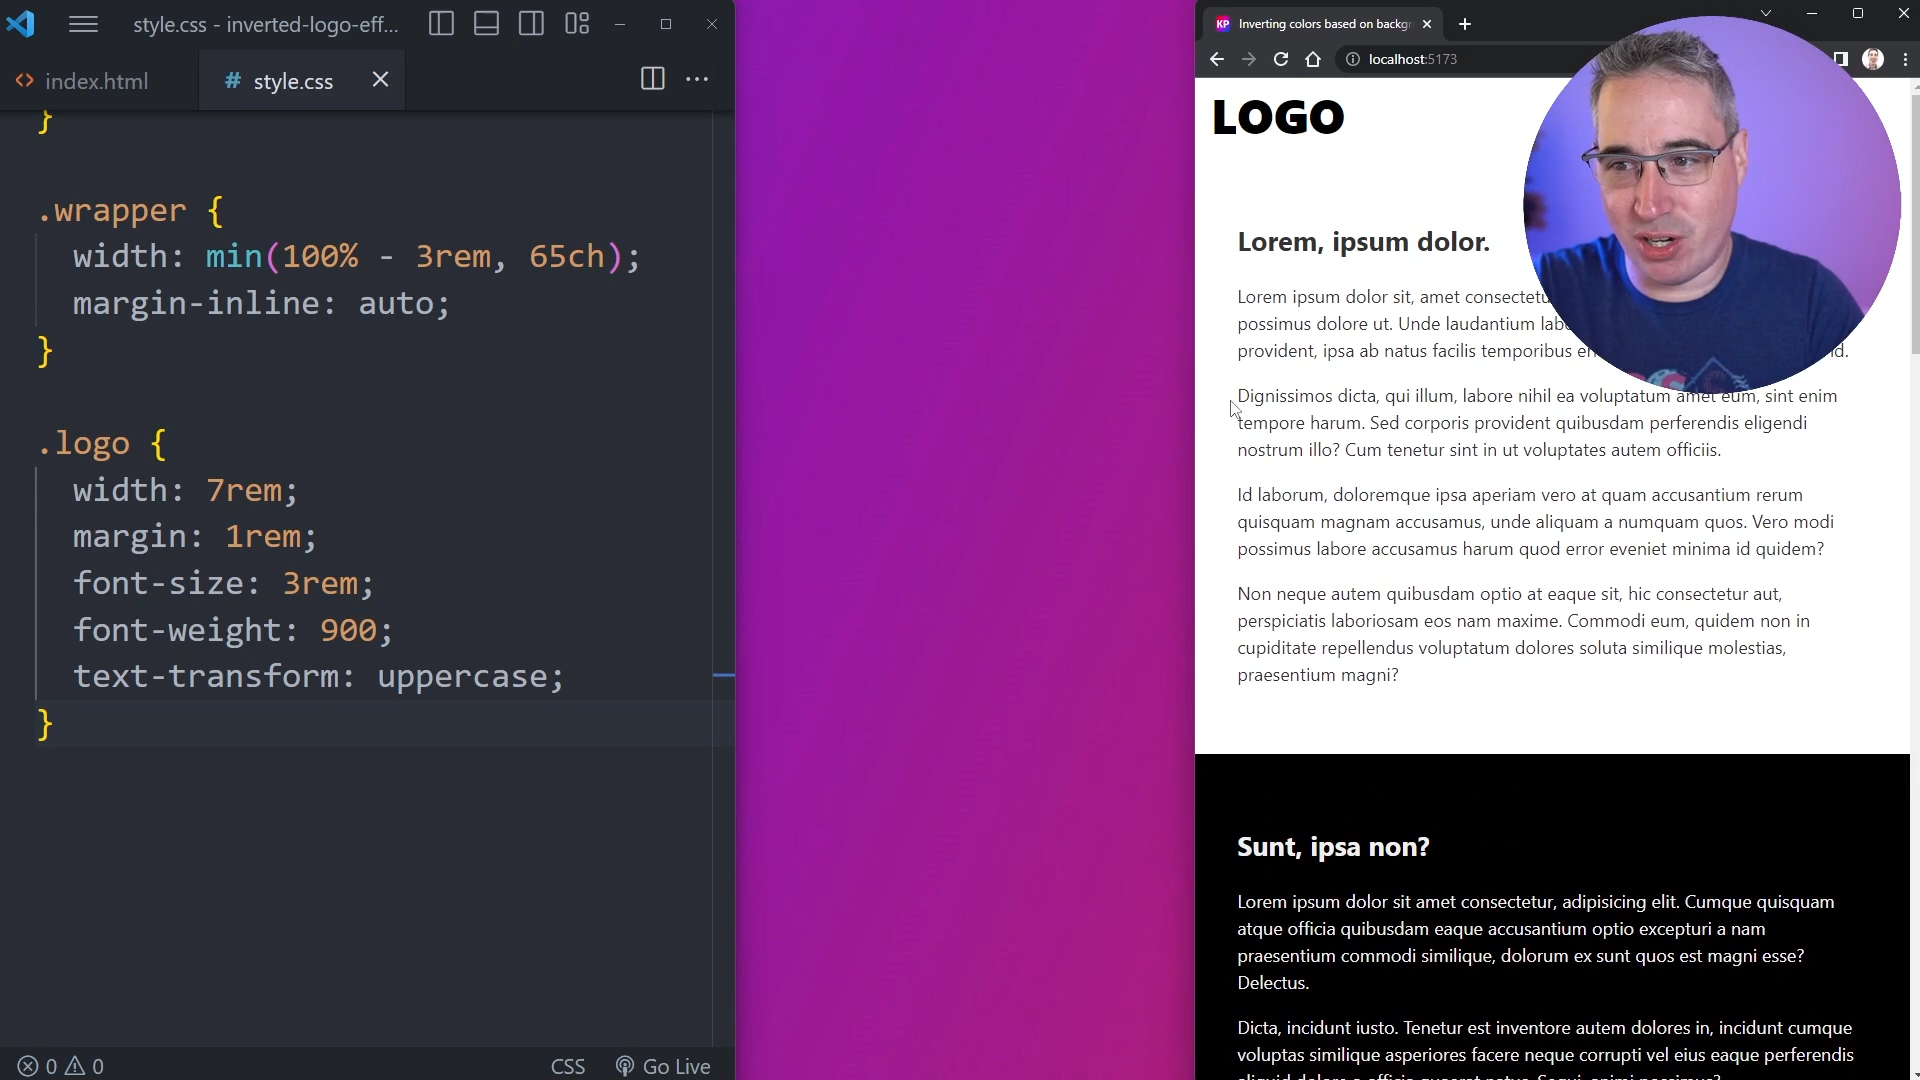 style.css - inverted-logo-eff...
index.html
# style.css
}
.wrapper {
width: min(100% - 3rem, 65ch);
margin-inline: auto;
}
.logo {
width: 7rem;
margin: 1rem;
font-size: 3rem;
font-weight: 900;
text-transform: uppercase;
}
0 0
CSS
Go Live
KP
Inverting colors based on backgr
localhost:5173
LOGO
Lorem, ipsum dolor.
Lorem ipsum dolor sit, amet consectetu
possimus dolore ut. Unde laudantium labo
provident, ipsa ab natus facilis temporibus en d.
Dignissimos dicta, qui illum, labore nihil ea voluptatum amet eum, sint enim
tempore harum. Sed corporis provident quibusdam perferendis eligendi
nostrum illo? Cum tenetur sint in ut voluptates autem officiis.
Id laborum, doloremque ipsa aperiam vero at quam accusantium rerum
quisquam magnam accusamus, unde aliquam a numquam quos. Vero modi
possimus labore accusamus harum quod error eveniet minima id quidem?
Non neque autem quibusdam optio at eaque sit, hic consectetur aut,
perspiciatis laboriosam eos nam maxime. Commodi eum, quidem non in
cupiditate repellendus voluptatum dolores soluta similique molestias,
praesentium magni?
Sunt, ipsa non?
Lorem ipsum dolor sit amet consectetur, adipisicing elit. Cumque quisquam
atque officia quibusdam eaque accusantium optio excepturi a nam
praesentium commodi similique, dolorum ex sunt quos est magni esse?
Delectus.
Dicta, incidunt iusto. Tenetur est inventore autem dolores in, incidunt cumque
voluptas similique asperiores facere neque corrupti vel eius eaque perferendis